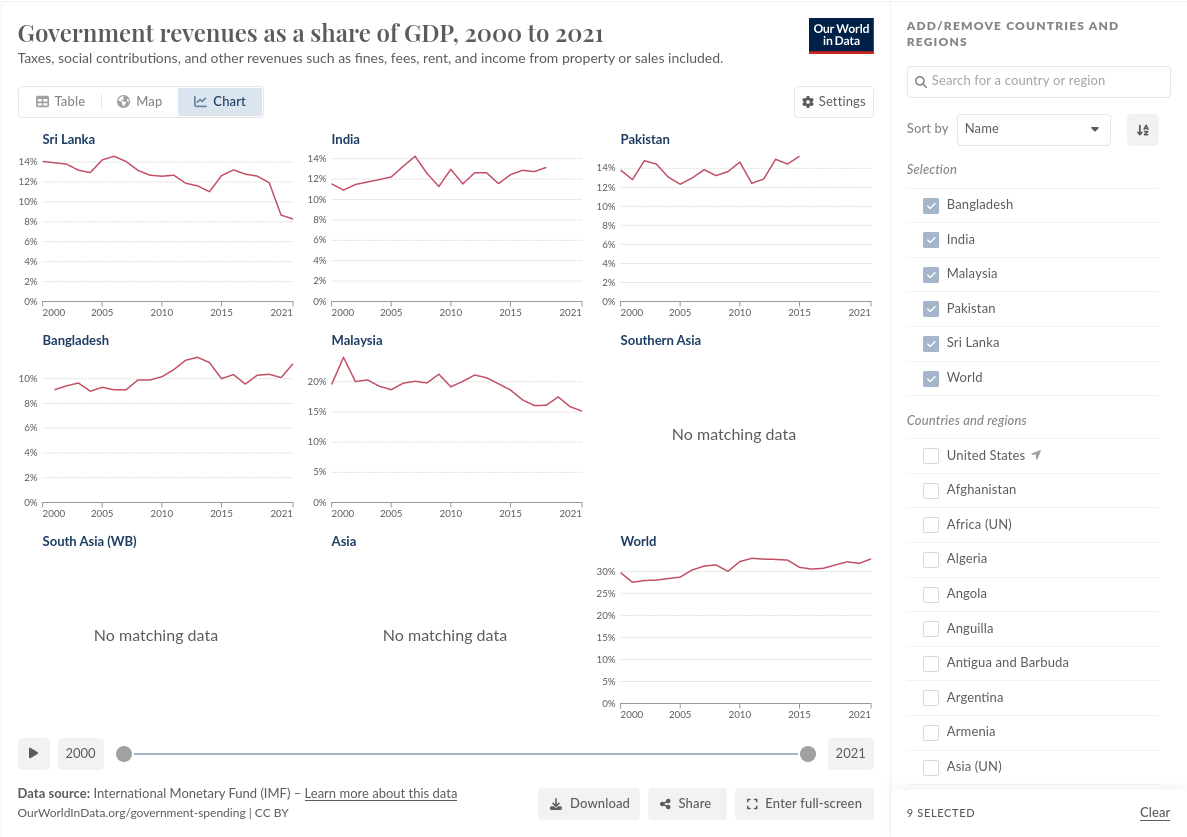 Government revenues as a share of GDP, 2000 to 2021
Taxes, social contributions, and other revenues such as fines, fees, rent, and income from property or sales included.
Our World
in Data
Table
Map
Chart
Settings
Sri Lanka
14%
12%
10%
8%
6%
4%
2%
0%
2000 2005 2010 2015 2021
India
14%
12%
10%
8%
6%
4%
2%
0%
2000 2005 2010 2015 2021
Pakistan
14%
12%
10%
8%
6%
4%
2%
0%
2000 2005 2010 2015 2021
Bangladesh
10%
8%
6%
4%
2%
0%
2000 2005 2010 2015 2021
Malaysia
20%
15%
10%
5%
0%
2000 2005 2010 2015 2021
Southern Asia
No matching data
South Asia (WB)
No matching data
Asia
No matching data
World
30%
25%
20%
15%
10%
5%
0%
2000 2005 2010 2015 2021
2000
2021
Data source: International Monetary Fund (IMF) – Learn more about this data
OurWorldInData.org/government-spending | CC BY
Download
Share
Enter full-screen
ADD/REMOVE COUNTRIES AND
REGIONS
Search for a country or region
Sort by
Name
Selection
Bangladesh
India
Malaysia
Pakistan
Sri Lanka
World
Countries and regions
United States
Afghanistan
Africa (UN)
Algeria
Angola
Anguilla
Antigua and Barbuda
Argentina
Armenia
Asia (UN)
9 SELECTED
Clear